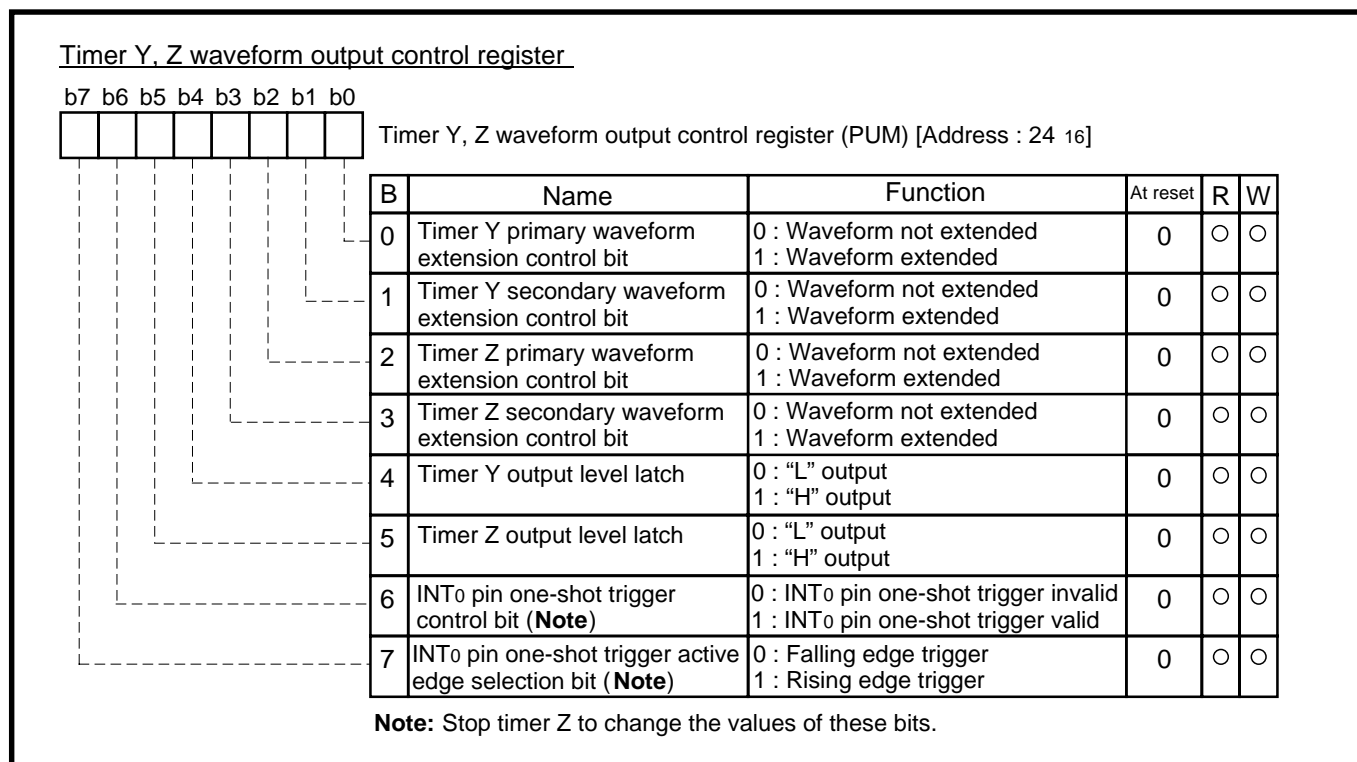 Timer Y, Z waveform output control register
b7 b6 b5 b4 b3 b2 b1 b0
Timer Y, Z waveform output control register (PUM) [Address : 24 16]
B Name Function At reset R W
0 Timer Y primary waveform extension control bit 0 : Waveform not extended 0 ○ ○
1 : Waveform extended
1 Timer Y secondary waveform extension control bit 0 : Waveform not extended 0 ○ ○
1 : Waveform extended
2 Timer Z primary waveform extension control bit 0 : Waveform not extended 0 ○ ○
1 : Waveform extended
3 Timer Z secondary waveform extension control bit 0 : Waveform not extended 0 ○ ○
1 : Waveform extended
4 Timer Y output level latch 0 : “L” output 0 ○ ○
1 : “H” output
5 Timer Z output level latch 0 : “L” output 0 ○ ○
1 : “H” output
6 INT0 pin one-shot trigger control bit (Note) 0 : INT0 pin one-shot trigger invalid 0 ○ ○
1 : INT0 pin one-shot trigger valid
7 INT0 pin one-shot trigger active edge selection bit (Note) 0 : Falling edge trigger 0 ○ ○
1 : Rising edge trigger
Note: Stop timer Z to change the values of these bits.